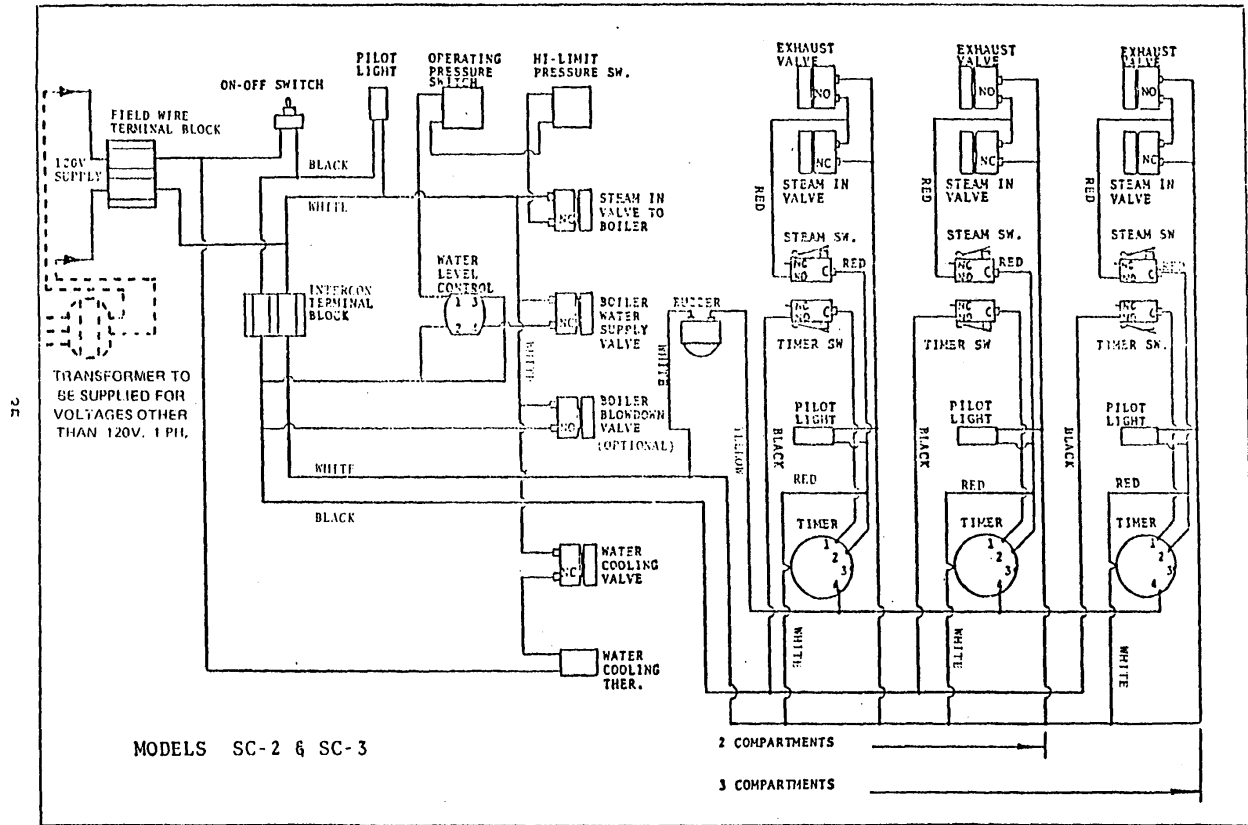 PILOT
LIGHT
OPERATING
PRESSURE
SWITCH
HI-LIMIT
PRESSURE SW.
EXHAUST
VALVE
EXHAUST
VALVE
EXHAUST
VALVE
ON-OFF SWITCH
FIELD WIRE
TERMINAL BLOCK
120V
SUPPLY
BLACK
WHITE
NO
NO
NO
NC
NC
NC
STEAM IN
VALVE
STEAM IN
VALVE
STEAM IN
VALVE
RED
RED
RED
NC
STEAM IN
VALVE TO
BOILER
STEAM SW.
STEAM SW.
STEAM SW
NC
NO
C
RED
NC
NO
C
RED
NC
NO
C
RED
WATER
LEVEL
CONTROL
1 3
2
INTERCON
TERMINAL
BLOCK
NC
BOILER
WATER
SUPPLY
VALVE
BUZZER
NC
NO
C
NC
NO
C
NC
NO
C
TIMER SW
TIMER SW
TIMER SW.
WHITE
WHITE
TRANSFORMER TO
BE SUPPLIED FOR
VOLTAGES OTHER
THAN 120V. 1 PH,
25
NO
BOILER
BLOWDOWN
VALVE
(OPTIONAL)
YELLOW
BLACK
BLACK
BLACK
PILOT
LIGHT
PILOT
LIGHT
PILOT
LIGHT
WHITE
BLACK
RED
RED
RED
TIMER
TIMER
TIMER
1
2
3
4
1
2
3
4
1
2
3
4
NC
WATER
COOLING
VALVE
WHITE
WHITE
WHITE
WATER
COOLING
THER.
MODELS SC-2 & SC-3
2 COMPARTMENTS
3 COMPARTMENTS